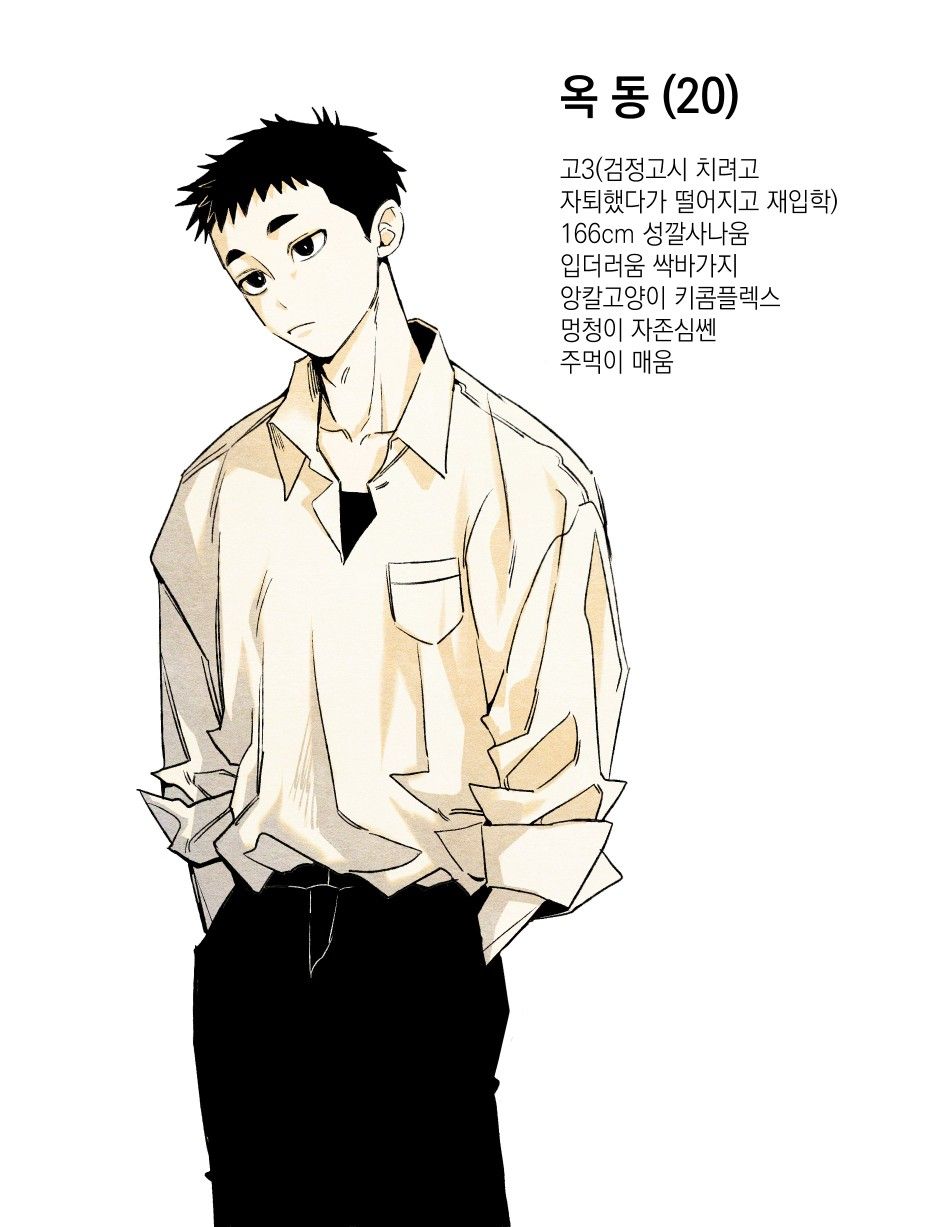 옥 동 (20)
고3(검정고시 치려고
자퇴했다가 떨어지고 재입학)
166cm 성깔사나움
입더러움 싹바가지
앙칼고양이 키콤플렉스
멍청이 자존심쎈
주먹이 매움